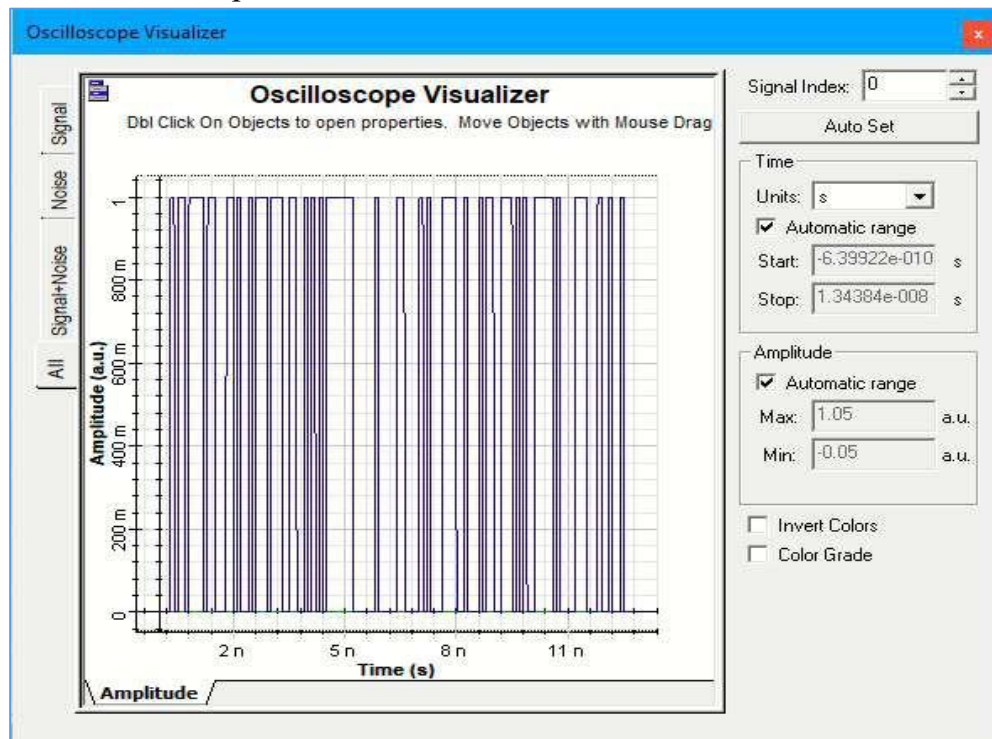 Oscilloscope Visualizer
x
Signal
Noise
Signal+Noise
All
Oscilloscope Visualizer
Dbl Click On Objects to open properties. Move Objects with Mouse Drag
Amplitude (a.u.)
1
800 m
600 m
400 m
200 m
0
2 n 5 n 8 n 11 n
Time (s)
Amplitude
Signal Index: 0
Auto Set
Time
Units: s
Automatic range
Start: -6.39922e-010 s
Stop: 1.34384e-008 s
Amplitude
Automatic range
Max: 1.05 a.u.
Min: -0.05 a.u.
Invert Colors
Color Grade